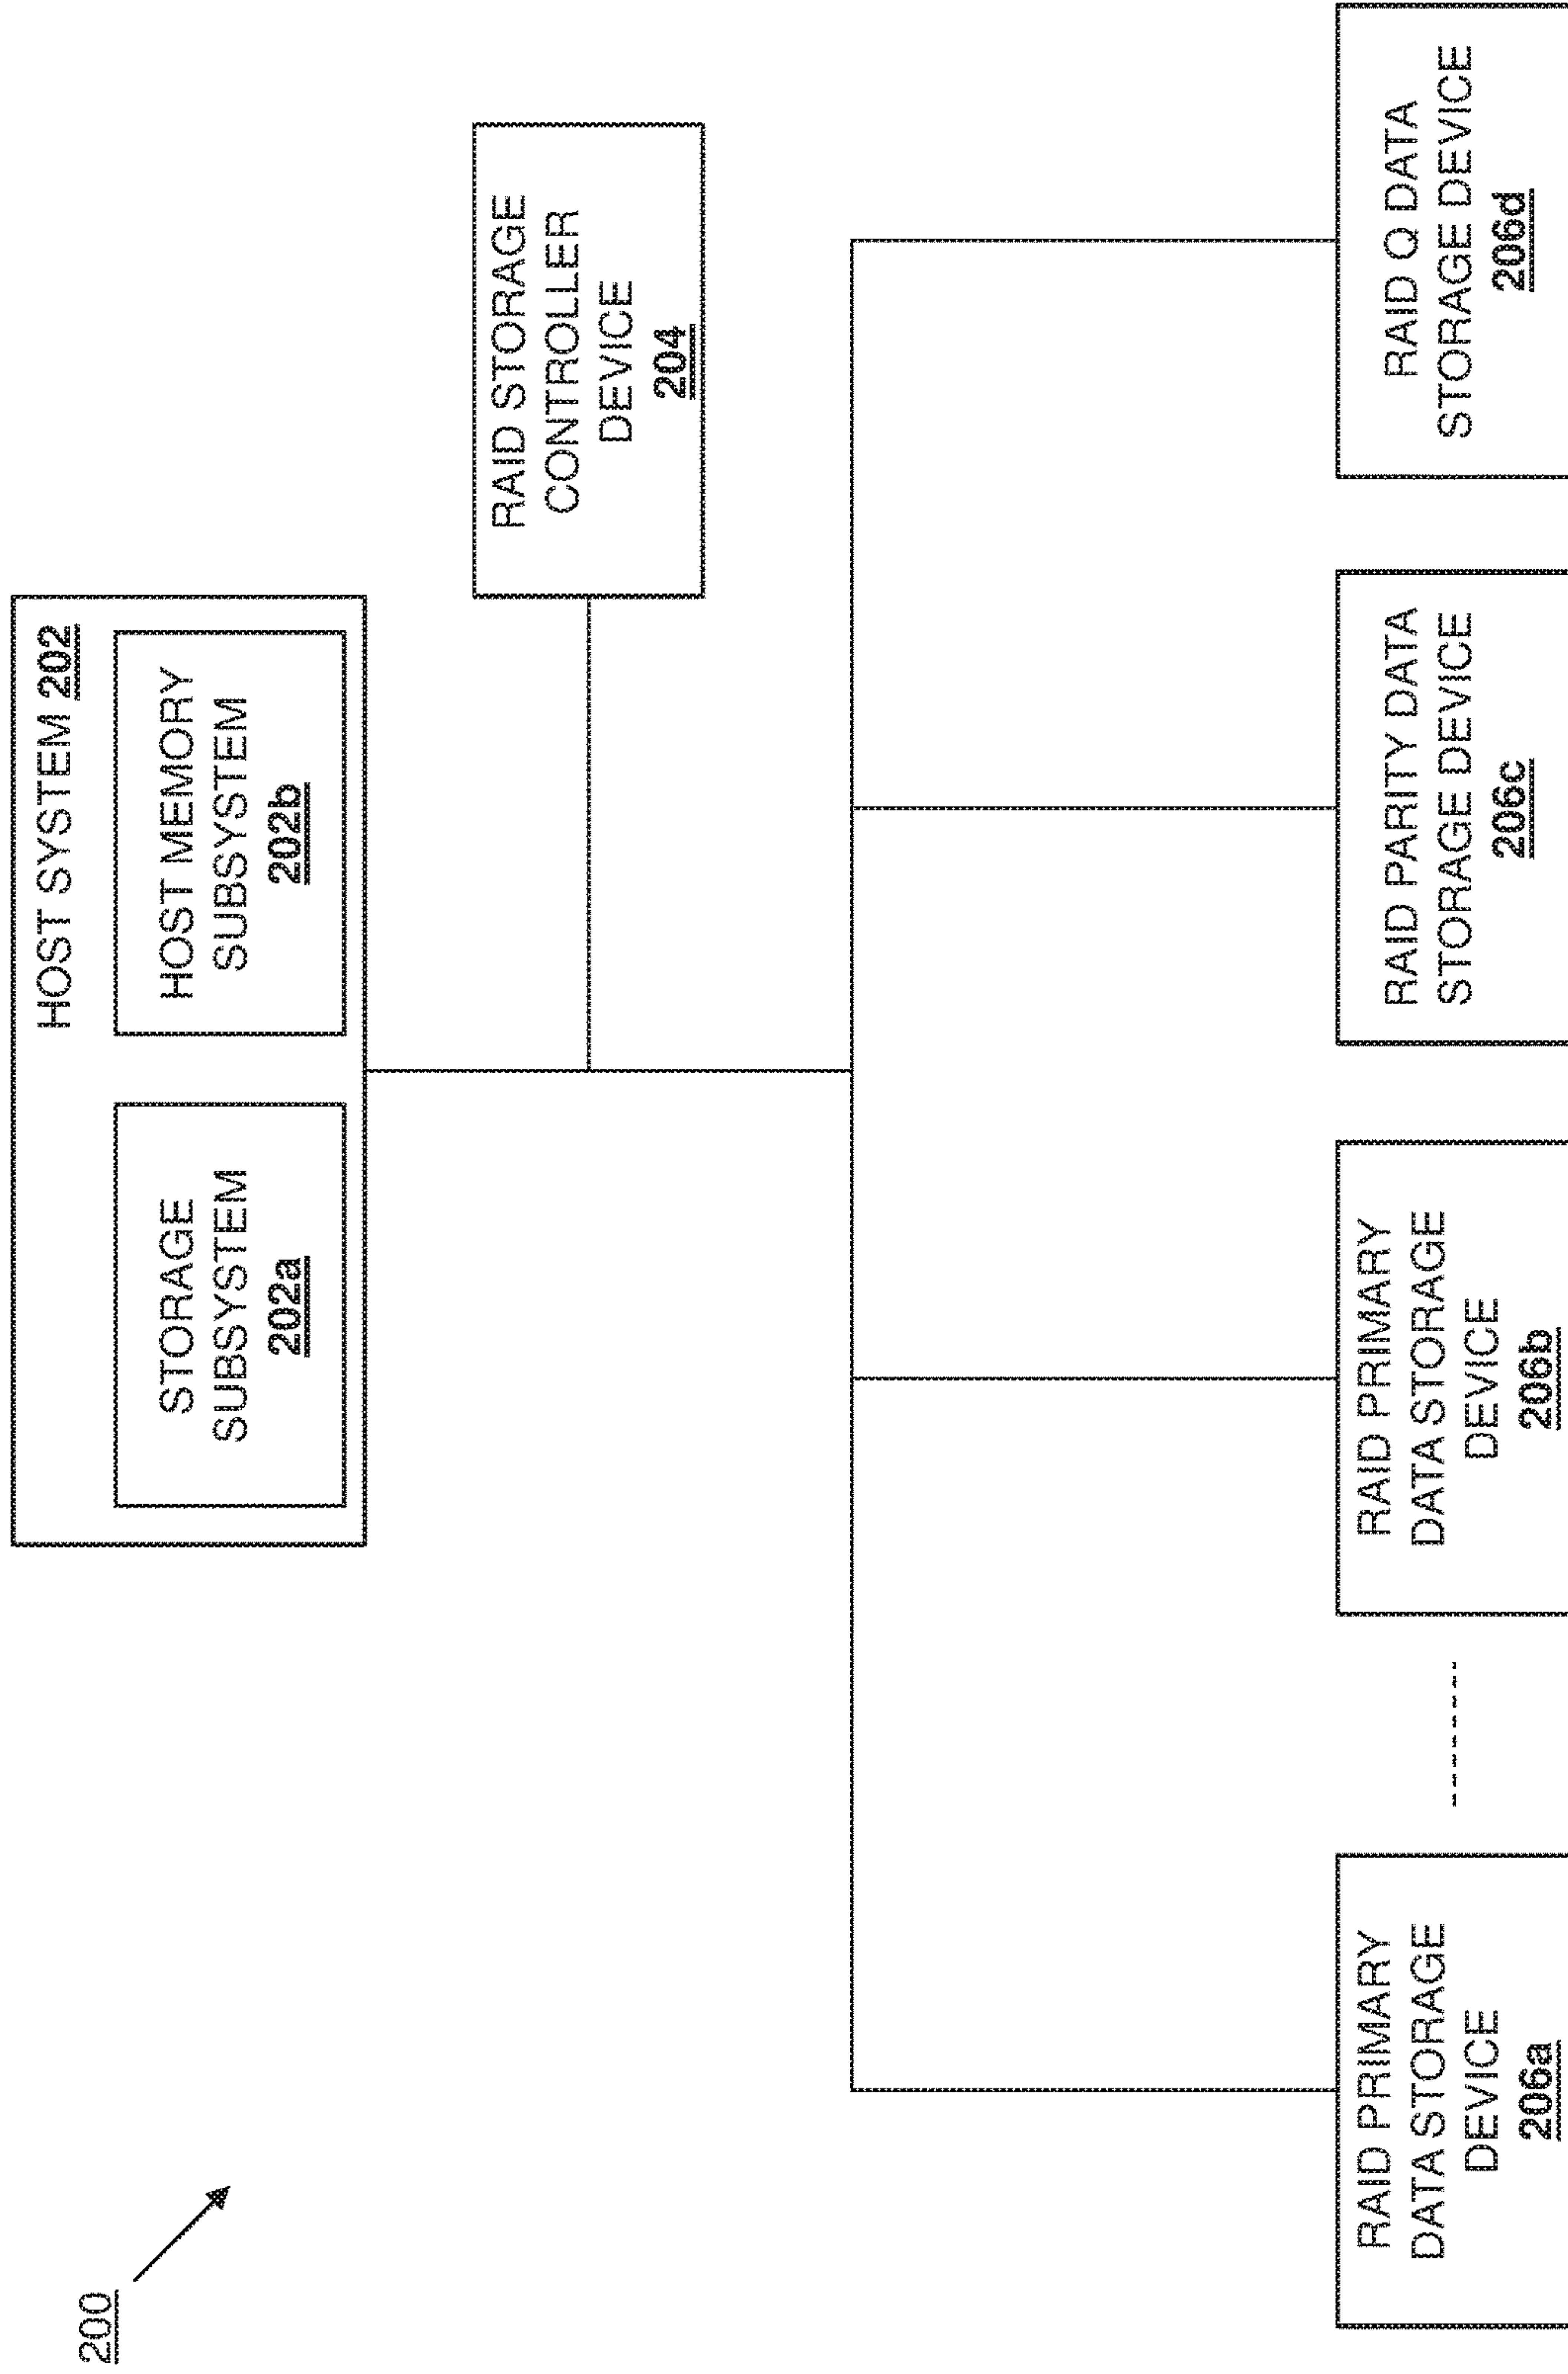 200
HOST SYSTEM 202
STORAGE
SUBSYSTEM
202a
HOST MEMORY
SUBSYSTEM
202b
RAID STORAGE
CONTROLLER
DEVICE
204
RAID PRIMARY
DATA STORAGE
DEVICE
206a
RAID PRIMARY
DATA STORAGE
DEVICE
206b
RAID PARITY DATA
STORAGE DEVICE
206c
RAID Q DATA
STORAGE DEVICE
206d